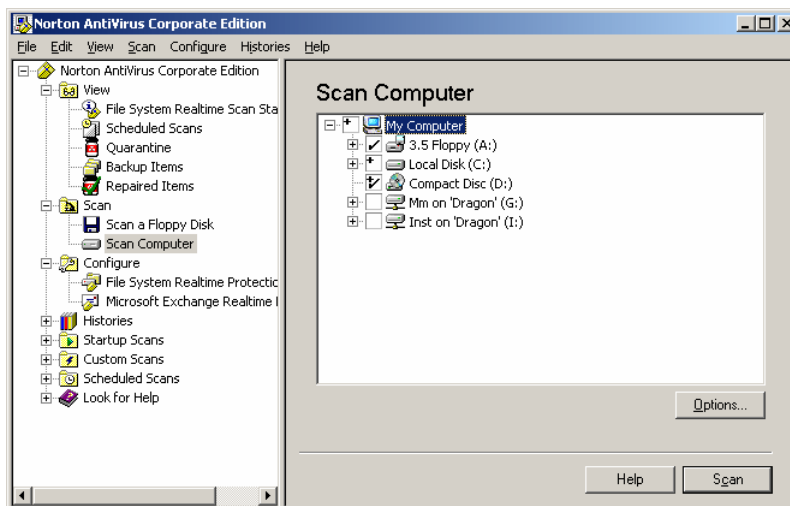 Norton AntiVirus Corporate Edition
File Edit View Scan Configure Histories Help
Norton AntiVirus Corporate Edition
View
File System Realtime Scan Sta
Scheduled Scans
Quarantine
Backup Items
Repaired Items
Scan
Scan a Floppy Disk
Scan Computer
Configure
File System Realtime Protectic
Microsoft Exchange Realtime
Histories
Startup Scans
Custom Scans
Scheduled Scans
Look for Help
Scan Computer
My Computer
3.5 Floppy (A:)
Local Disk (C:)
Compact Disc (D:)
Mm on 'Dragon' (G:)
Inst on 'Dragon' (I:)
Options...
Help Scan